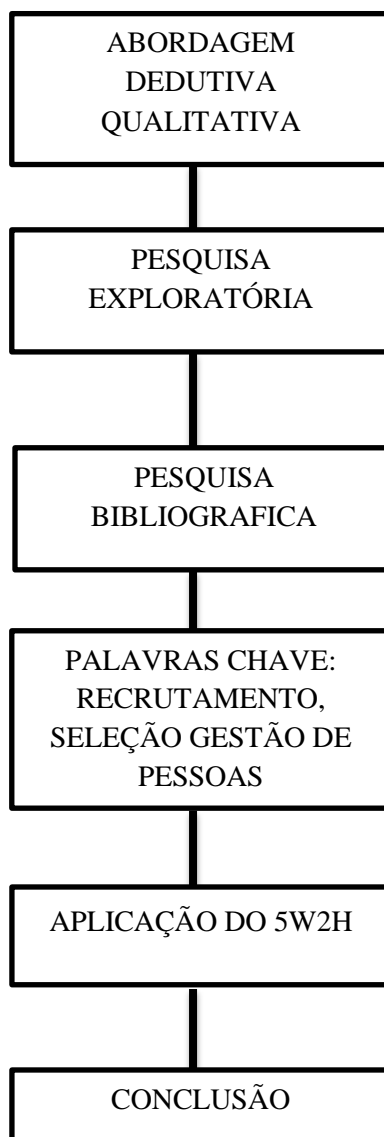 ABORDAGEM
DEDUTIVA
QUALITATIVA
PESQUISA
EXPLORATÓRIA
PESQUISA
BIBLIOGRAFICA
PALAVRAS CHAVE:
RECRUTAMENTO,
SELEÇÃO GESTÃO DE
PESSOAS
APLICAÇÃO DO 5W2H
CONCLUSÃO